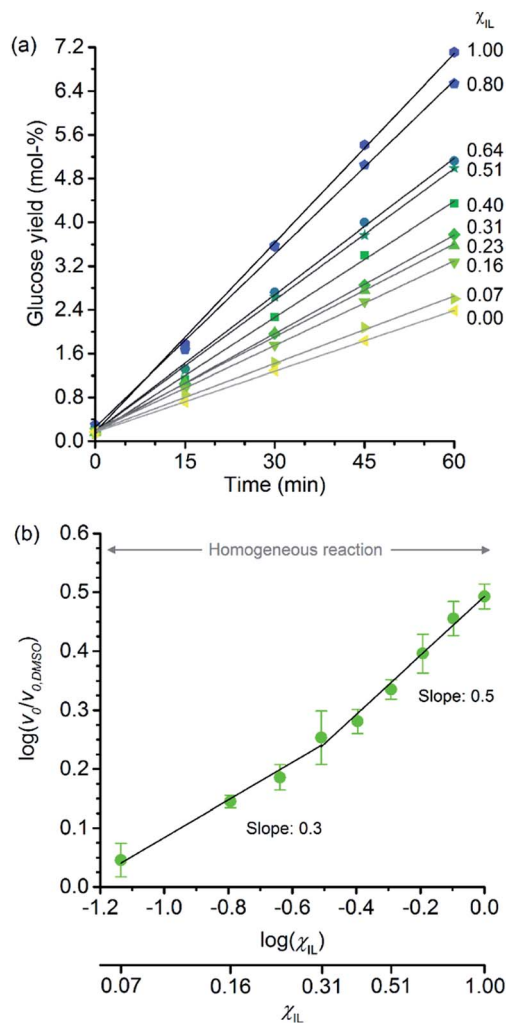 (a)
χIL
7.2
6.4
5.6
4.8
4.0
3.2
2.4
1.6
0.8
0.0
Glucose yield (mol-%)
1.00
0.80
0.64
0.51
0.40
0.31
0.23
0.16
0.07
0.00
0 15 30 45 60
Time (min)
(b)
Homogeneous reaction
0.6
0.5
0.4
0.3
0.2
0.1
0.0
log(v0/v0,DMSO)
Slope: 0.5
Slope: 0.3
-1.2 -1.0 -0.8 -0.6 -0.4 -0.2 0.0
log(χIL)
0.07 0.16 0.31 0.51 1.00
χIL